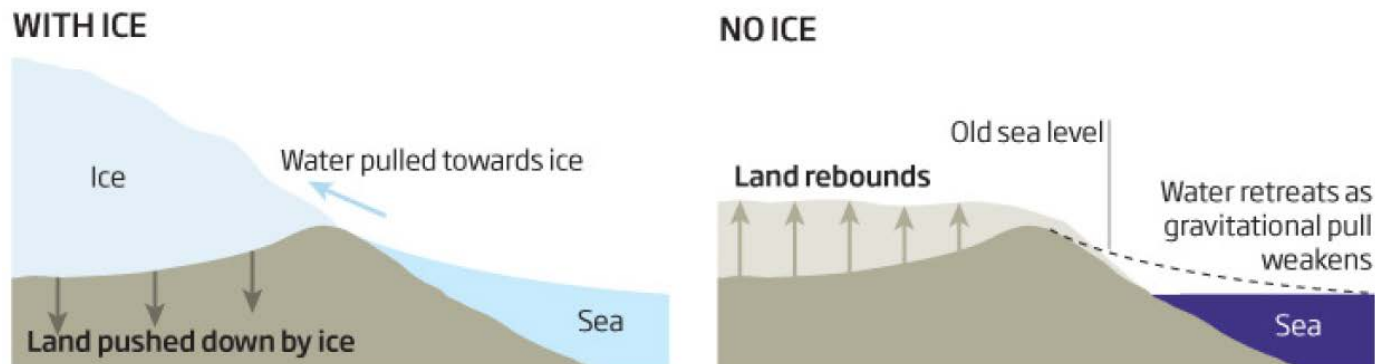 WITH ICE
Ice
Water pulled towards ice
Sea
Land pushed down by ice
NO ICE
Old sea level
Land rebounds
Water retreats as
gravitational pull
weakens
Sea